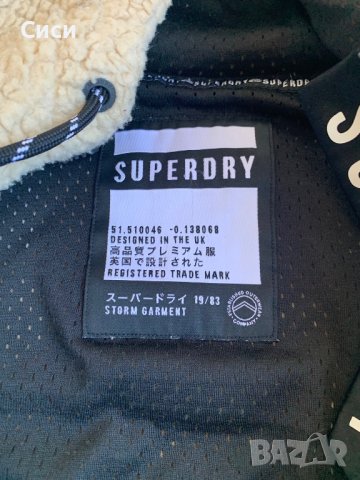 Сиси
SUPERDRY
SUPERDRY
51.510046 -0.138068
DESIGNED IN THE UK
高品質プレミアム服
英国で設計された
REGISTERED TRADE MARK
スーパードライ 19/83
STORM GARMENT
COMPANY
BAZAR